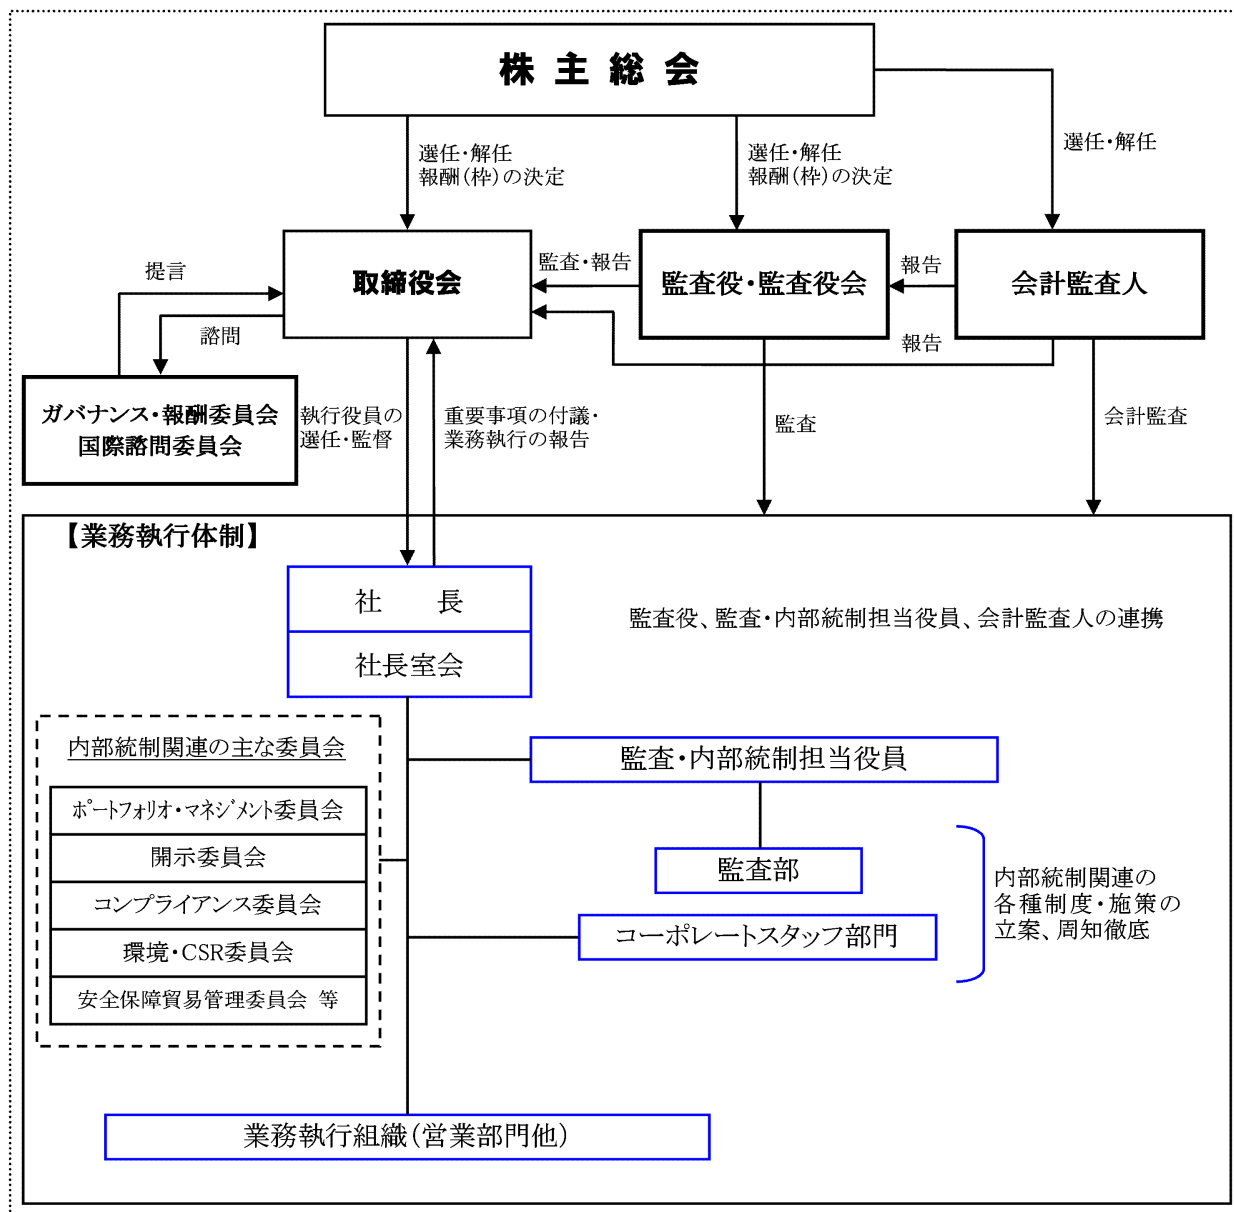 株主総会
選任・解任
報酬（枠）の決定
選任・解任
報酬（枠）の決定
選任・解任
取締役会
監査・報告
監査役・監査役会
報告
会計監査人
報告
提言
諮問
ガバナンス・報酬委員会
国際諮問委員会
執行役員の
選任・監督
重要事項の付議・
業務執行の報告
監査
会計監査
【業務執行体制】
社　長
社長室会
監査役、監査・内部統制担当役員、会計監査人の連携
内部統制関連の主な委員会
ポートフォリオ・マネジメント委員会
開示委員会
コンプライアンス委員会
環境・CSR委員会
安全保障貿易管理委員会 等
監査・内部統制担当役員
監査部
コーポレートスタッフ部門
内部統制関連の
各種制度・施策の
立案、周知徹底
業務執行組織（営業部門他）